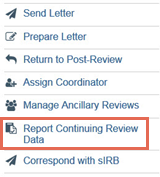 Send Letter
Prepare Letter
Return to Post-Review
Assign Coordinator
Manage Ancillary Reviews
Report Continuing Review
Data
Correspond with sIRB